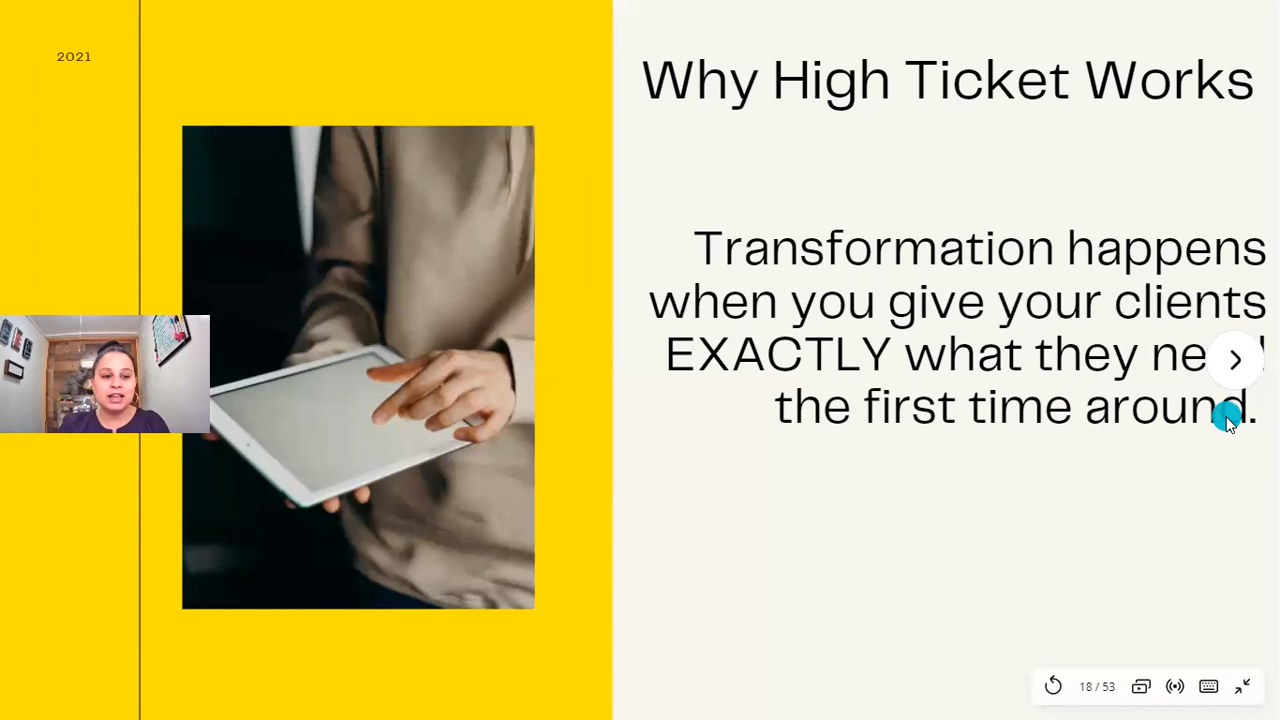 2021
Why High Ticket Works
Transformation happens
when you give your clients
EXACTLY what they
the first time around.
18 / 53